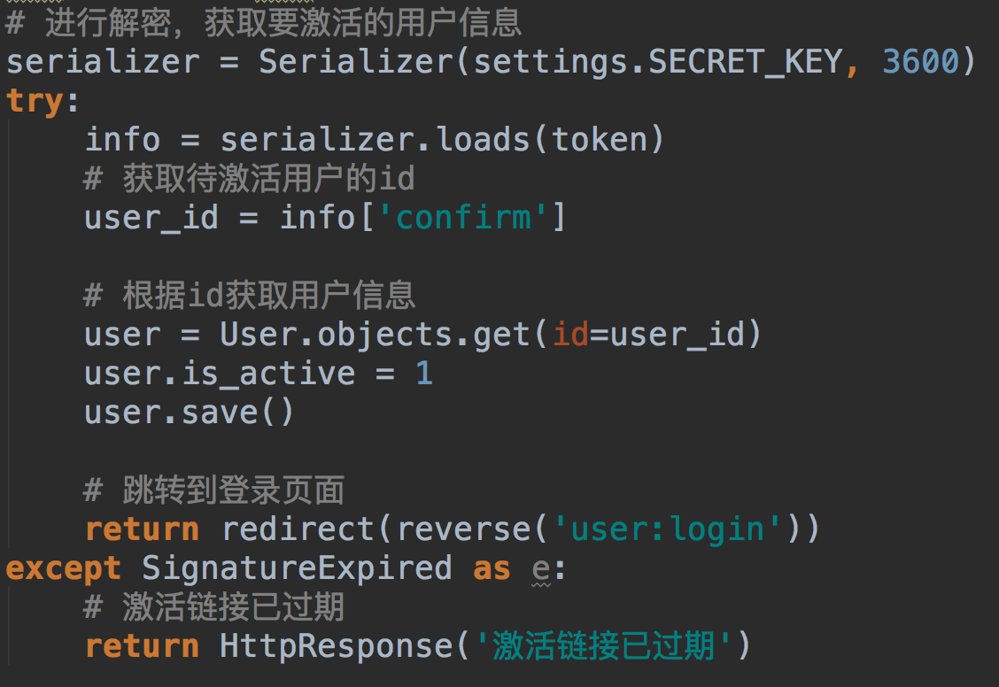 # 进行解密，获取要激活的用户信息
serializer = Serializer(settings.SECRET_KEY, 3600)
try:
    info = serializer.loads(token)
    # 获取待激活用户的id
    user_id = info['confirm']
    # 根据id获取用户信息
    user = User.objects.get(id=user_id)
    user.is_active = 1
    user.save()
    # 跳转到登录页面
    return redirect(reverse('user:login'))
except SignatureExpired as e:
    # 激活链接已过期
    return HttpResponse('激活链接已过期')